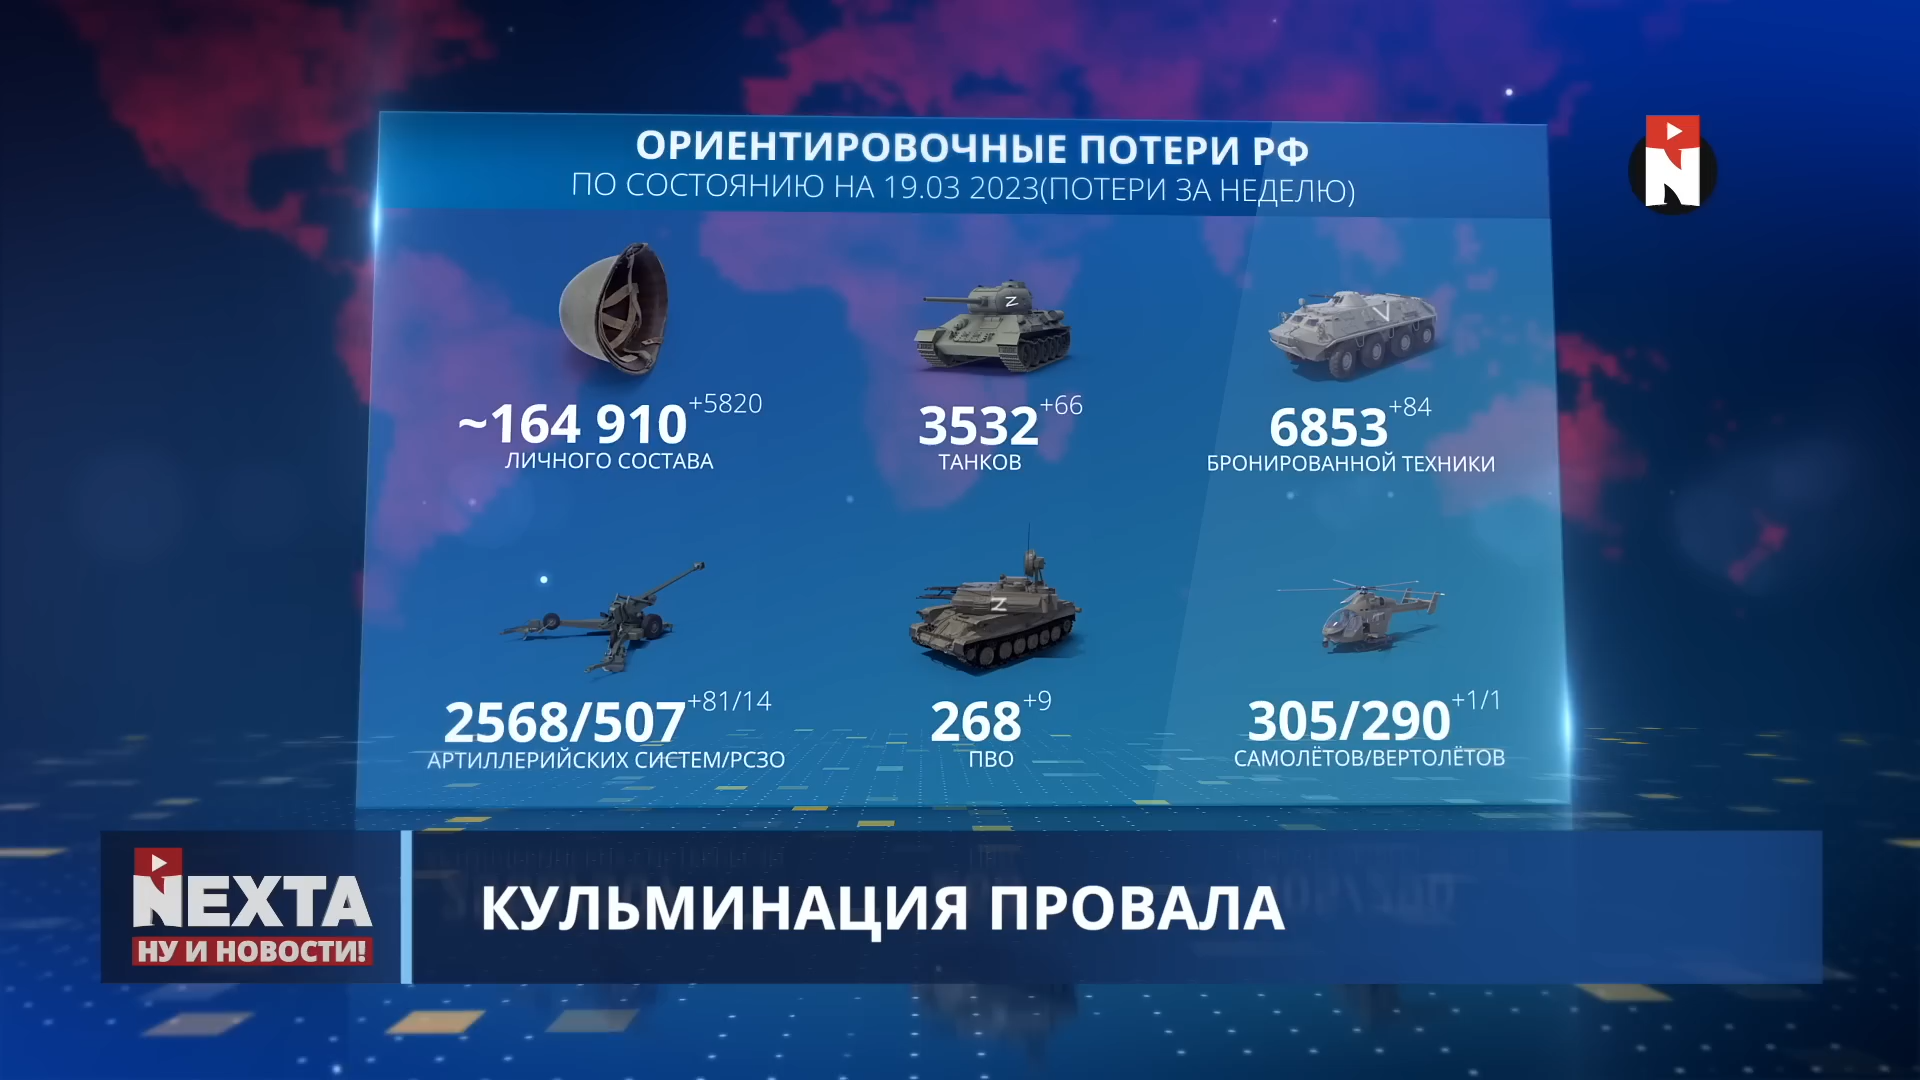 ОРИЕНТИРОВОЧНЫЕ ПОТЕРИ РФ
ПО СОСТОЯНИЮ НА 19.03 2023(ПОТЕРИ ЗА НЕДЕЛЮ)
N
Z
V
~164 910 +5820
ЛИЧНОГО СОСТАВА
3532 +66
ТАНКОВ
6853 +84
БРОНИРОВАННОЙ ТЕХНИКИ
Z
2568/507 +81/14
АРТИЛЛЕРИЙСКИХ СИСТЕМ/РСЗО
268 +9
ПВО
305/290 +1/1
САМОЛЁТОВ/ВЕРТОЛЁТОВ
NEXTA
НУ И НОВОСТИ!
КУЛЬМИНАЦИЯ ПРОВАЛА